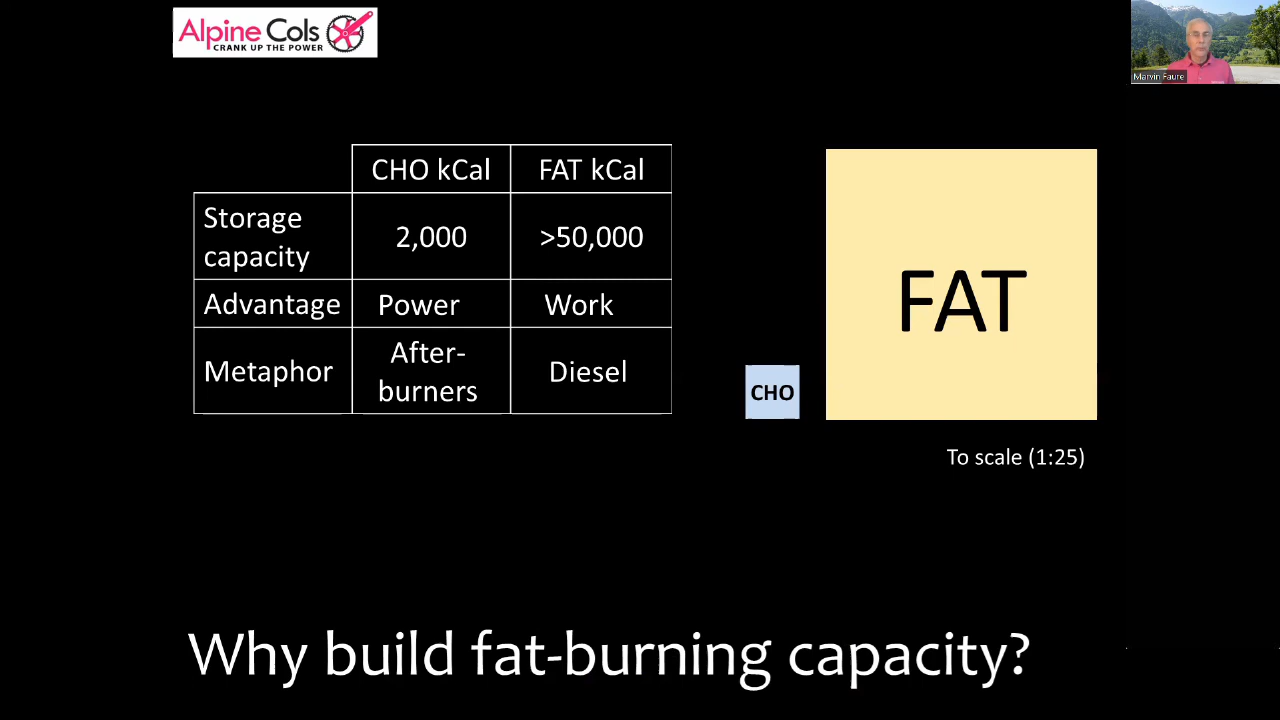 Alpine Cols
CRANK UP THE POWER
Marvin Faure
CHO kCal FAT kCal
Storage
capacity
2,000 >50,000
Advantage Power Work
Metaphor
After-
burners
Diesel
CHO
FAT
To scale (1:25)
Why build fat-burning capacity?